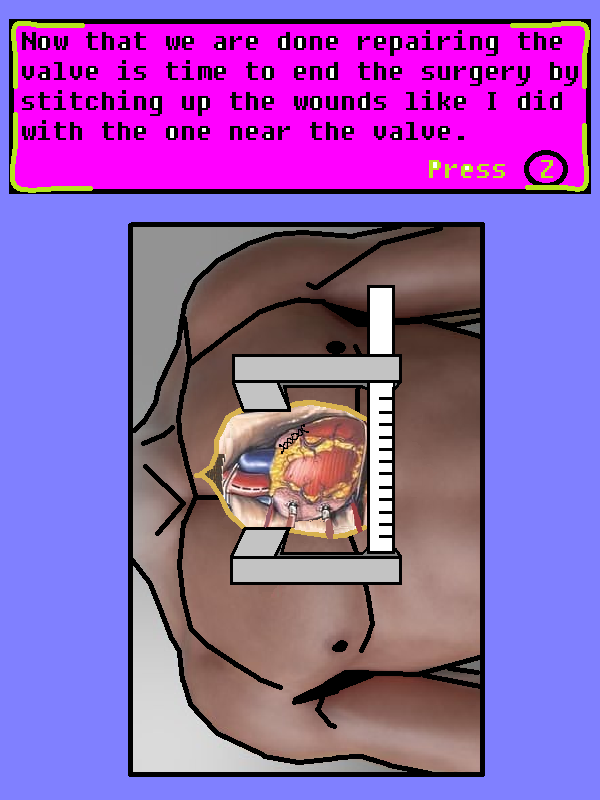 Now that we are done repairing the
valve is time to end the surgery by
stitching up the wounds like I did
with the one near the valve.
Press Z